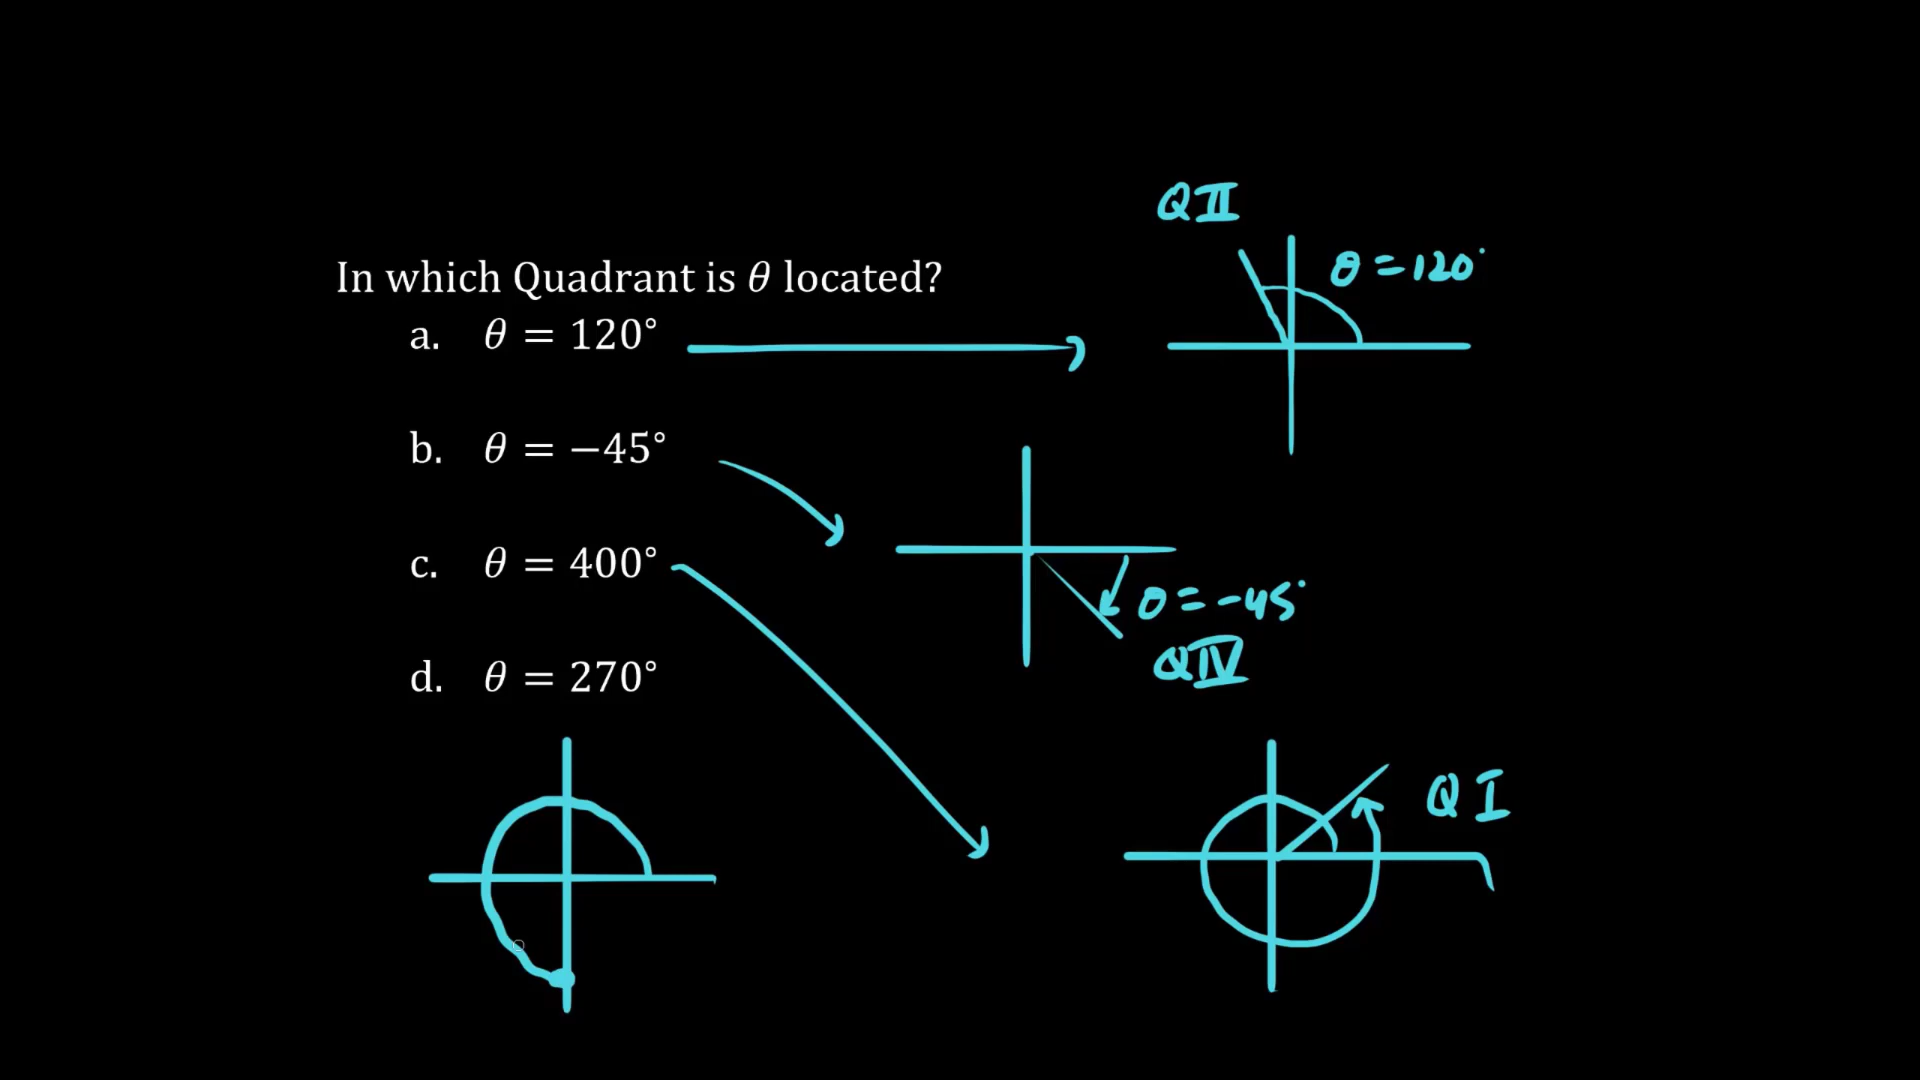 In which Quadrant is θ located?
a. θ = 120°
b. θ = −45°
c. θ = 400°
d. θ = 270°
QII
θ = 120°
θ = -45°
QIV
QI